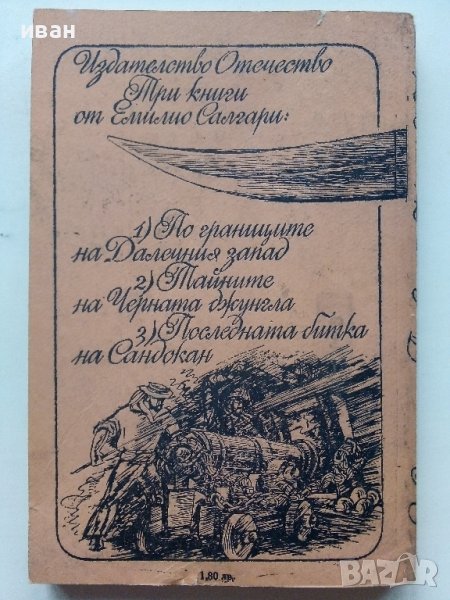 иван
Издателство Отечество
Три книги
от Емилио Салгари:
1) По границите
на Далечния запад
2) Тайните
на Черната джунгла
3) Последната битка
на Сандокан
1,80 лв.
BAZAR